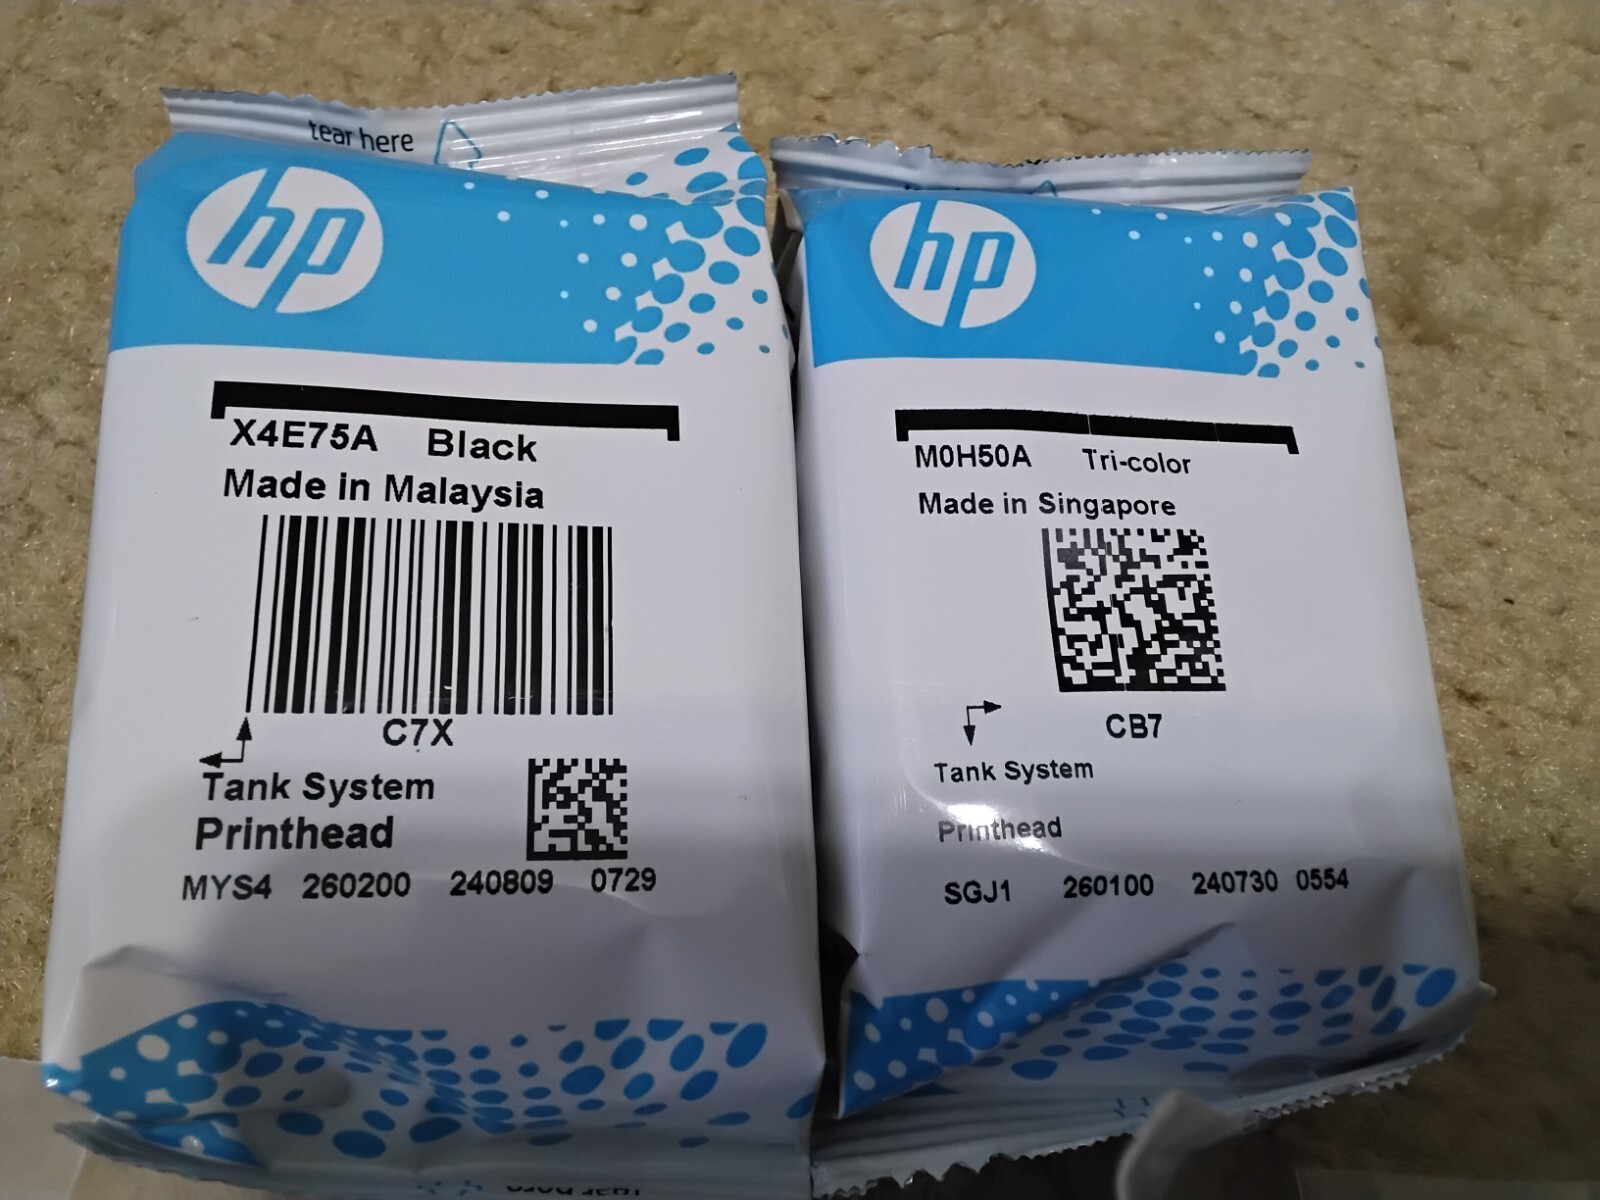 tear here
hp
X4E75A Black
Made in Malaysia
C7X
Tank System
Printhead
MYS4 260200 240809 0729
hp
M0H50A Tri-color
Made in Singapore
CB7
Tank System
Printhead
SGJ1 260100 240730 0554